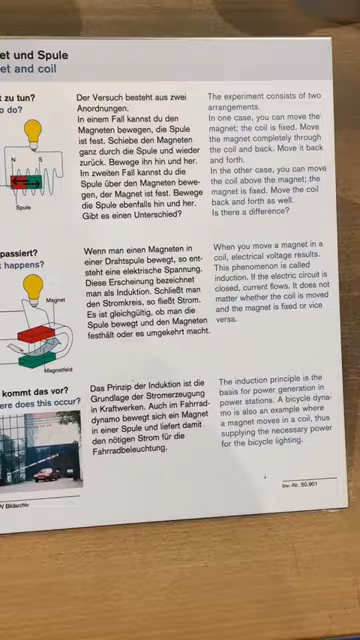 et und Spule
et and coil
t zu tun?
o do?
N S
Spule
Der Versuch besteht aus zwei
Anordnungen.
In einem Fall kannst du den
Magneten bewegen, die Spule
ist fest. Schiebe den Magneten
ganz durch die Spule und wieder
zurück. Bewege ihn hin und her.
Im zweiten Fall kannst du die
Spule über den Magneten bewe-
gen, der Magnet ist fest. Bewege
die Spule ebenfalls hin und her.
Gibt es einen Unterschied?
The experiment consists of two
arrangements.
In one case, you can move the
magnet; the coil is fixed. Move
the magnet completely through
the coil and back. Move it back
and forth.
In the other case, you can move
the coil above the magnet; the
magnet is fixed. Move the coil
back and forth as well.
Is there a difference?
passiert?
t happens?
Magnet
Magnetfeld
Wenn man einen Magneten in
einer Drahtspule bewegt, so ent-
steht eine elektrische Spannung.
Diese Erscheinung bezeichnet
man als Induktion. Schließt man
den Stromkreis, so fließt Strom.
Es ist gleichgültig, ob man die
Spule bewegt und den Magneten
festhält oder es umgekehrt macht.
When you move a magnet in a
coil, electrical voltage results.
This phenomenon is called
induction. If the electric circuit is
closed, current flows. It does not
matter whether the coil is moved
and the magnet is fixed or vice
versa.
kommt das vor?
ere does this occur?
W Bildarchiv
Das Prinzip der Induktion ist die
Grundlage der Stromerzeugung
in Kraftwerken. Auch im Fahrrad-
dynamo bewegt sich ein Magnet
in einer Spule und liefert damit
den nötigen Strom für die
Fahrradbeleuchtung.
The induction principle is the
basis for power generation in
power stations. A bicycle dyna-
mo is also an example where
a magnet moves in a coil, thus
supplying the necessary power
for the bicycle lighting.
Inv.-Nr. 50.901